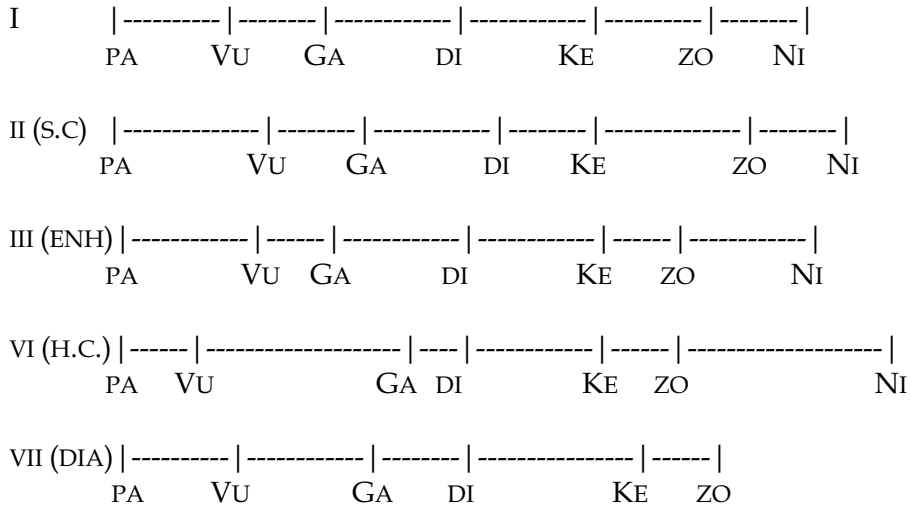 I |----------|--------|------------|------------|----------|--------|
PA VU GA DI KE ZO NI
II (S.C) |--------------|--------|------------|--------|--------------|--------|
PA VU GA DI KE ZO NI
III (ENH) |------------|------|------------|------------|------|------------|
PA VU GA DI KE ZO NI
VI (H.C.) |------|--------------------|----|------------|------|--------------------|
PA VU GA DI KE ZO NI
VII (DIA) |----------|------------|--------|----------------|------|
PA VU GA DI KE ZO